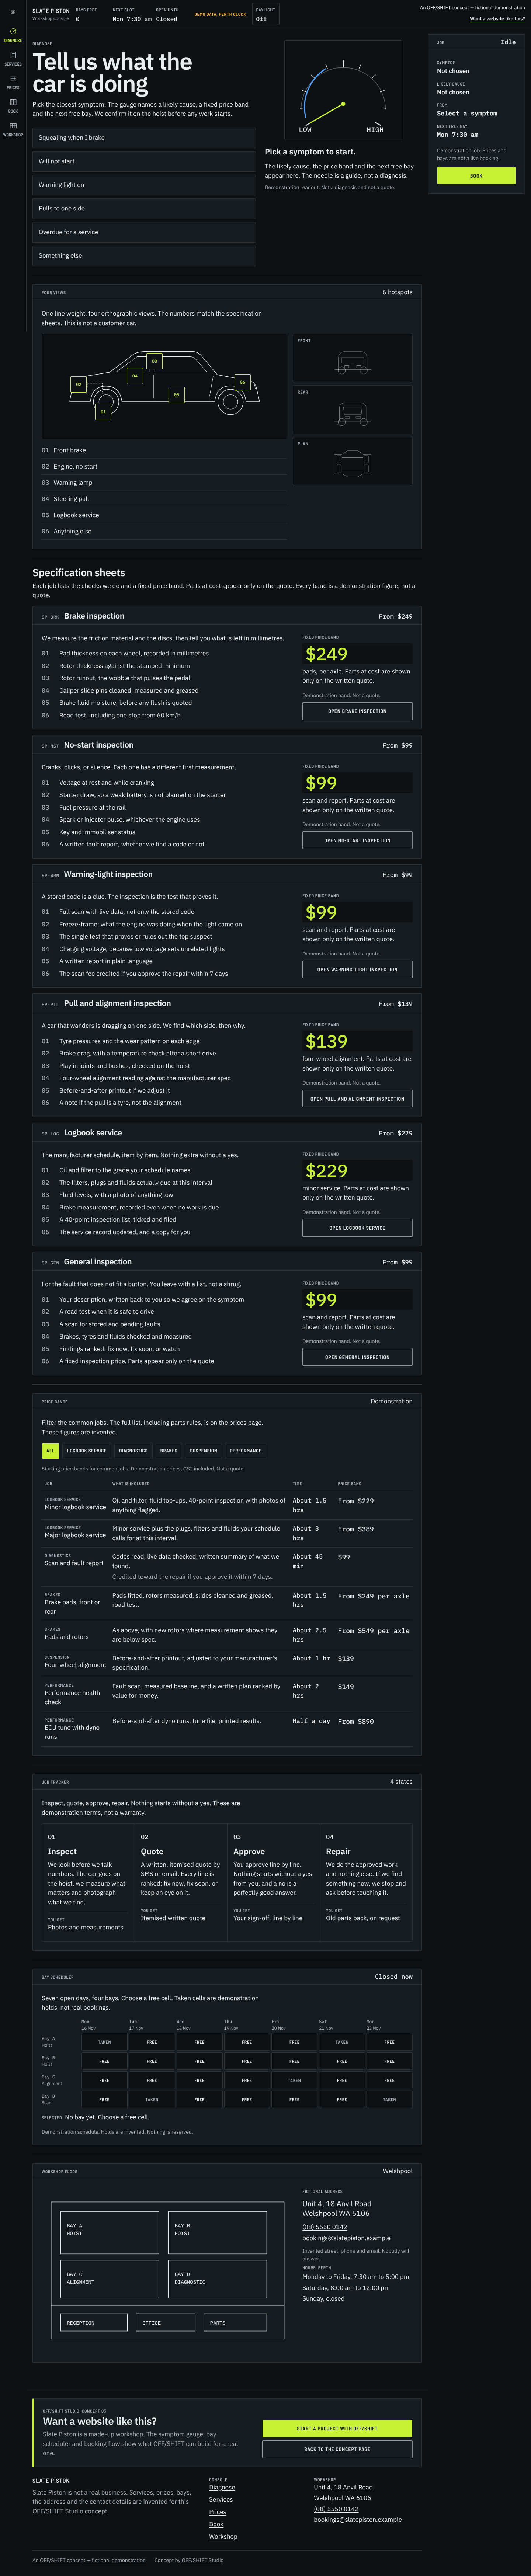 SP
DIAGNOSE
SERVICES
PRICES
BOOK
WORKSHOP
SLATE PISTON
Workshop console
BAYS FREE
0
NEXT SLOT
Mon 7:30 am
OPEN UNTIL
Closed
DEMO DATA, PERTH CLOCK
DAYLIGHT
Off
An OFF/SHIFT concept — fictional demonstration
Want a website like this?
DIAGNOSE
Tell us what the
car is doing
Pick the closest symptom. The gauge names a likely cause, a fixed price band
and the next free bay. We confirm it on the hoist before any work starts.
Squealing when I brake
Will not start
Warning light on
Pulls to one side
Overdue for a service
Something else
LOW
HIGH
Pick a symptom to start.
The likely cause, the price band and the next free bay
appear here. The needle is a guide, not a diagnosis.
Demonstration readout. Not a diagnosis and not a quote.
JOB
Idle
SYMPTOM
Not chosen
LIKELY CAUSE
Not chosen
FROM
Select a symptom
NEXT FREE BAY
Mon 7:30 am
Demonstration job. Prices and
bays are not a live booking.
BOOK
FOUR VIEWS
6 hotspots
One line weight, four orthographic views. The numbers match the specification
sheets. This is not a customer car.
01
02
03
04
05
06
FRONT
REAR
PLAN
01 Front brake
02 Engine, no start
03 Warning lamp
04 Steering pull
05 Logbook service
06 Anything else
Specification sheets
Each job lists the checks we do and a fixed price band. Parts at cost appear only on the quote. Every band is a demonstration figure, not a
quote.
SP-BRK Brake inspection
From $249
We measure the friction material and the discs, then tell you what is left in millimetres.
01 Pad thickness on each wheel, recorded in millimetres
02 Rotor thickness against the stamped minimum
03 Rotor runout, the wobble that pulses the pedal
04 Caliper slide pins cleaned, measured and greased
05 Brake fluid moisture, before any flush is quoted
06 Road test, including one stop from 60 km/h
FIXED PRICE BAND
$249
pads, per axle. Parts at cost are shown
only on the written quote.
Demonstration band. Not a quote.
OPEN BRAKE INSPECTION
SP-NST No-start inspection
From $99
Cranks, clicks, or silence. Each one has a different first measurement.
01 Voltage at rest and while cranking
02 Starter draw, so a weak battery is not blamed on the starter
03 Fuel pressure at the rail
04 Spark or injector pulse, whichever the engine uses
05 Key and immobiliser status
06 A written fault report, whether we find a code or not
FIXED PRICE BAND
$99
scan and report. Parts at cost are
shown only on the written quote.
Demonstration band. Not a quote.
OPEN NO-START INSPECTION
SP-WRN Warning-light inspection
From $99
A stored code is a clue. The inspection is the test that proves it.
01 Full scan with live data, not only the stored code
02 Freeze-frame: what the engine was doing when the light came on
03 The single test that proves or rules out the top suspect
04 Charging voltage, because low voltage sets unrelated lights
05 A written report in plain language
06 The scan fee credited if you approve the repair within 7 days
FIXED PRICE BAND
$99
scan and report. Parts at cost are
shown only on the written quote.
Demonstration band. Not a quote.
OPEN WARNING-LIGHT INSPECTION
SP-PLL Pull and alignment inspection
From $139
A car that wanders is dragging on one side. We find which side, then why.
01 Tyre pressures and the wear pattern on each edge
02 Brake drag, with a temperature check after a short drive
03 Play in joints and bushes, checked on the hoist
04 Four-wheel alignment reading against the manufacturer spec
05 Before-and-after printout if we adjust it
06 A note if the pull is a tyre, not the alignment
FIXED PRICE BAND
$139
four-wheel alignment. Parts at cost are
shown only on the written quote.
Demonstration band. Not a quote.
OPEN PULL AND ALIGNMENT INSPECTION
SP-LOG Logbook service
From $229
The manufacturer schedule, item by item. Nothing extra without a yes.
01 Oil and filter to the grade your schedule names
02 The filters, plugs and fluids actually due at this interval
03 Fluid levels, with a photo of anything low
04 Brake measurement, recorded even when no work is due
05 A 40-point inspection list, ticked and filed
06 The service record updated, and a copy for you
FIXED PRICE BAND
$229
minor service. Parts at cost are shown
only on the written quote.
Demonstration band. Not a quote.
OPEN LOGBOOK SERVICE
SP-GEN General inspection
From $99
For the fault that does not fit a button. You leave with a list, not a shrug.
01 Your description, written back to you so we agree on the symptom
02 A road test when it is safe to drive
03 A scan for stored and pending faults
04 Brakes, tyres and fluids checked and measured
05 Findings ranked: fix now, fix soon, or watch
06 A fixed inspection price. Parts appear only on the quote
FIXED PRICE BAND
$99
scan and report. Parts at cost are
shown only on the written quote.
Demonstration band. Not a quote.
OPEN GENERAL INSPECTION
PRICE BANDS
Demonstration
Filter the common jobs. The full list, including parts rules, is on the prices page.
These figures are invented.
ALL
LOGBOOK SERVICE
DIAGNOSTICS
BRAKES
SUSPENSION
PERFORMANCE
Starting price bands for common jobs. Demonstration prices, GST included. Not a quote.
JOB
WHAT IS INCLUDED
TIME
PRICE BAND
LOGBOOK SERVICE
Minor logbook service
Oil and filter, fluid top-ups, 40-point inspection with photos of
anything flagged.
About 1.5
hrs
From $229
LOGBOOK SERVICE
Major logbook service
Minor service plus the plugs, filters and fluids your schedule
calls for at this interval.
About 3
hrs
From $389
DIAGNOSTICS
Scan and fault report
Codes read, live data checked, written summary of what we
found.
Credited toward the repair if you approve it within 7 days.
About 45
min
$99
BRAKES
Brake pads, front or
rear
Pads fitted, rotors measured, slides cleaned and greased,
road test.
About 1.5
hrs
From $249 per axle
BRAKES
Pads and rotors
As above, with new rotors where measurement shows they
are below spec.
About 2.5
hrs
From $549 per axle
SUSPENSION
Four-wheel alignment
Before-and-after printout, adjusted to your manufacturer's
specification.
About 1 hr
$139
PERFORMANCE
Performance health
check
Fault scan, measured baseline, and a written plan ranked by
value for money.
About 2
hrs
$149
PERFORMANCE
ECU tune with dyno
runs
Before-and-after dyno runs, tune file, printed results.
Half a day
From $890
JOB TRACKER
4 states
Inspect, quote, approve, repair. Nothing starts without a yes. These are
demonstration terms, not a warranty.
01
Inspect
We look before we talk
numbers. The car goes on
the hoist, we measure what
matters and photograph
what we find.
YOU GET
Photos and measurements
02
Quote
A written, itemised quote by
SMS or email. Every line is
ranked: fix now, fix soon, or
keep an eye on it.
YOU GET
Itemised written quote
03
Approve
You approve line by line.
Nothing starts without a yes
from you, and a no is a
perfectly good answer.
YOU GET
Your sign-off, line by line
04
Repair
We do the approved work
and nothing else. If we find
something new, we stop and
ask before touching it.
YOU GET
Old parts back, on request
BAY SCHEDULER
Closed now
Seven open days, four bays. Choose a free cell. Taken cells are demonstration
holds, not real bookings.
Mon
16 Nov
Tue
17 Nov
Wed
18 Nov
Thu
19 Nov
Fri
20 Nov
Sat
21 Nov
Mon
23 Nov
Bay A
Hoist
TAKEN FREE FREE FREE FREE TAKEN FREE
Bay B
Hoist
FREE FREE FREE FREE FREE FREE FREE
Bay C
Alignment
FREE FREE FREE FREE TAKEN FREE FREE
Bay D
Scan
FREE TAKEN FREE FREE FREE FREE TAKEN
SELECTED No bay yet. Choose a free cell.
Demonstration schedule. Holds are invented. Nothing is reserved.
WORKSHOP FLOOR
Welshpool
BAY A
HOIST
BAY B
HOIST
BAY C
ALIGNMENT
BAY D
DIAGNOSTIC
RECEPTION
OFFICE
PARTS
FICTIONAL ADDRESS
Unit 4, 18 Anvil Road
Welshpool WA 6106
(08) 5550 0142
bookings@slatepiston.example
Invented street, phone and email. Nobody will
answer.
HOURS, PERTH
Monday to Friday, 7:30 am to 5:00 pm
Saturday, 8:00 am to 12:00 pm
Sunday, closed
OFF/SHIFT STUDIO, CONCEPT 03
Want a website like this?
Slate Piston is a made-up workshop. The symptom gauge, bay
scheduler and booking flow show what OFF/SHIFT can build for a real
one.
START A PROJECT WITH OFF/SHIFT
BACK TO THE CONCEPT PAGE
SLATE PISTON
Slate Piston is not a real business. Services, prices, bays,
the address and the contact details are invented for this
OFF/SHIFT Studio concept.
CONSOLE
Diagnose
Services
Prices
Book
Workshop
WORKSHOP
Unit 4, 18 Anvil Road
Welshpool WA 6106
(08) 5550 0142
bookings@slatepiston.example
An OFF/SHIFT concept — fictional demonstration
Concept by OFF/SHIFT Studio